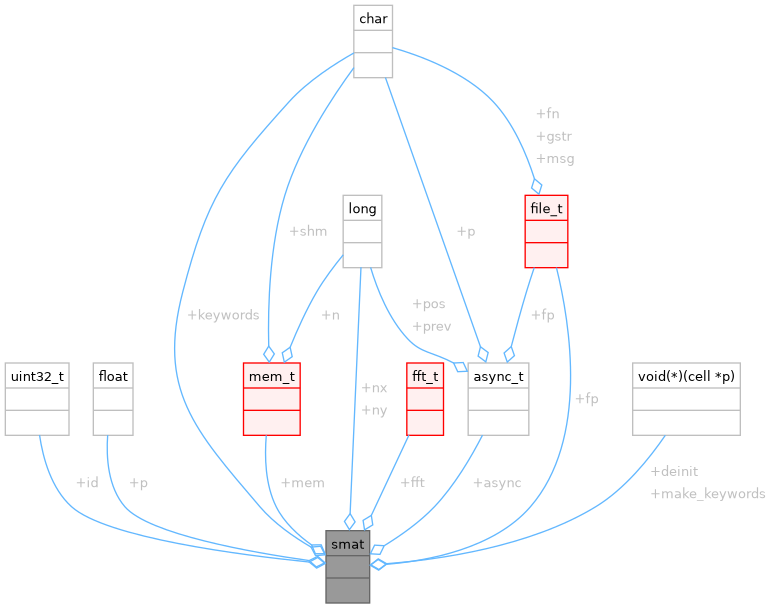 char
+fn
+gstr
+msg
long
file_t
+shm
+p
+pos
+prev
+keywords
+n
+fp
uint32_t
float
mem_t
fft_t
async_t
void(*)(cell *p)
+nx
+ny
+fp
+id
+p
+mem
+fft
+async
+deinit
+make_keywords
smat